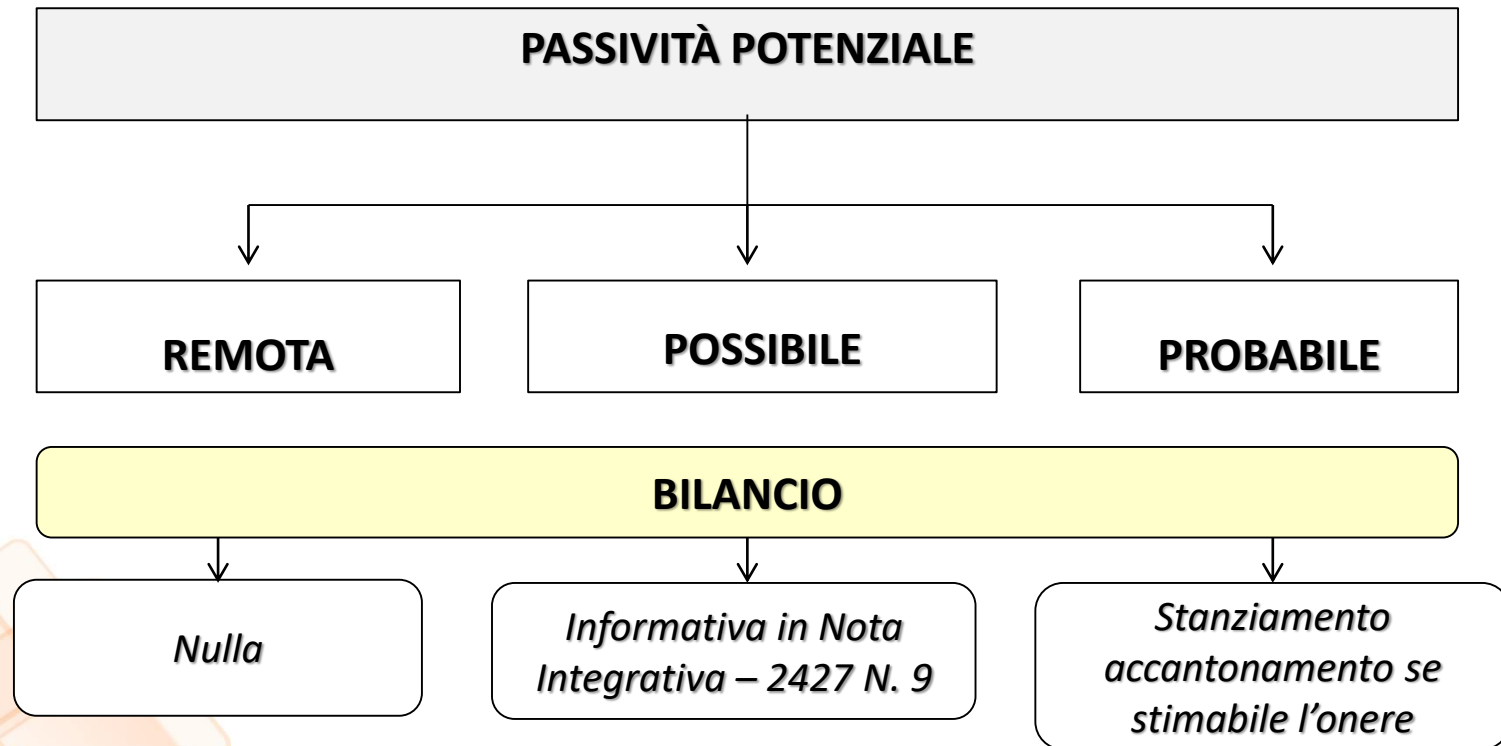 PASSIVITÀ POTENZIALE
REMOTA
POSSIBILE
PROBABILE
BILANCIO
Nulla
Informativa in Nota
Integrativa – 2427 N. 9
Stanziamento
accantonamento se
stimabile l’onere